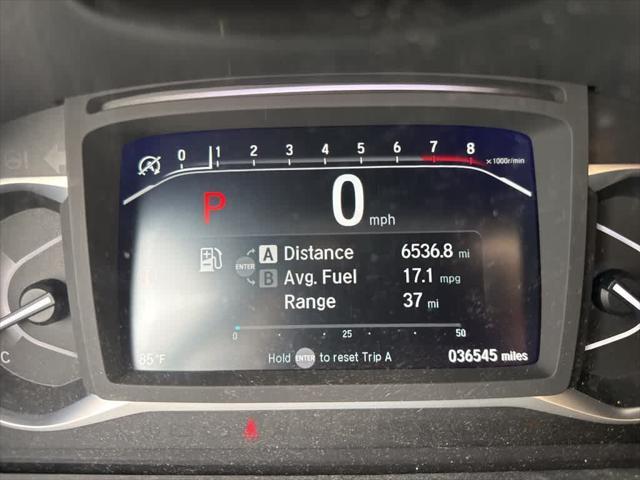 0 1 2 3 4 5 6 7 8 ×1000r/min
P 0 mph
A Distance 6536.8 mi
ENTER
B Avg. Fuel 17.1 mpg
Range 37 mi
0 25 50
85°F Hold ENTER to reset Trip A 036545 miles
C